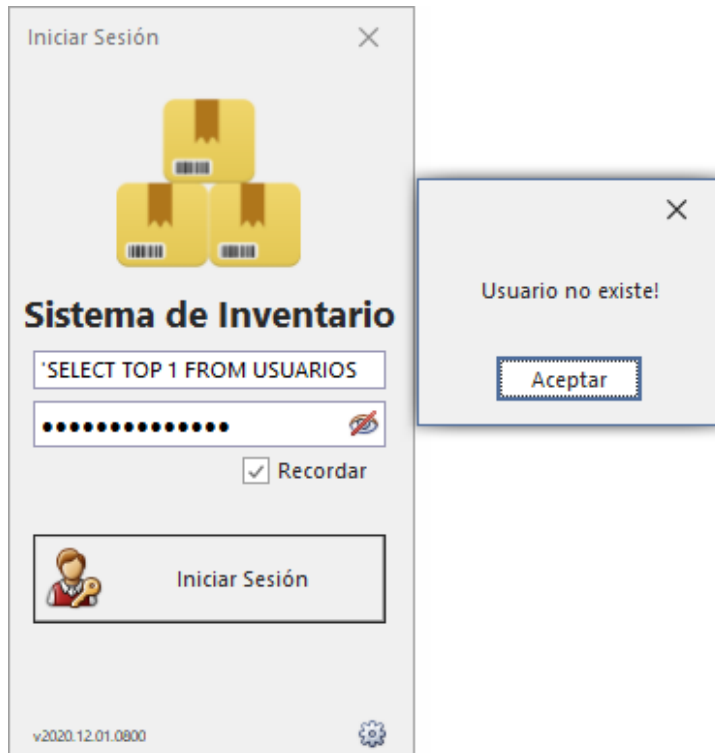 Iniciar Sesión
Sistema de Inventario
'SELECT TOP 1 FROM USUARIOS
Recordar
Iniciar Sesión
v2020.12.01.0800
Usuario no existe!
Aceptar